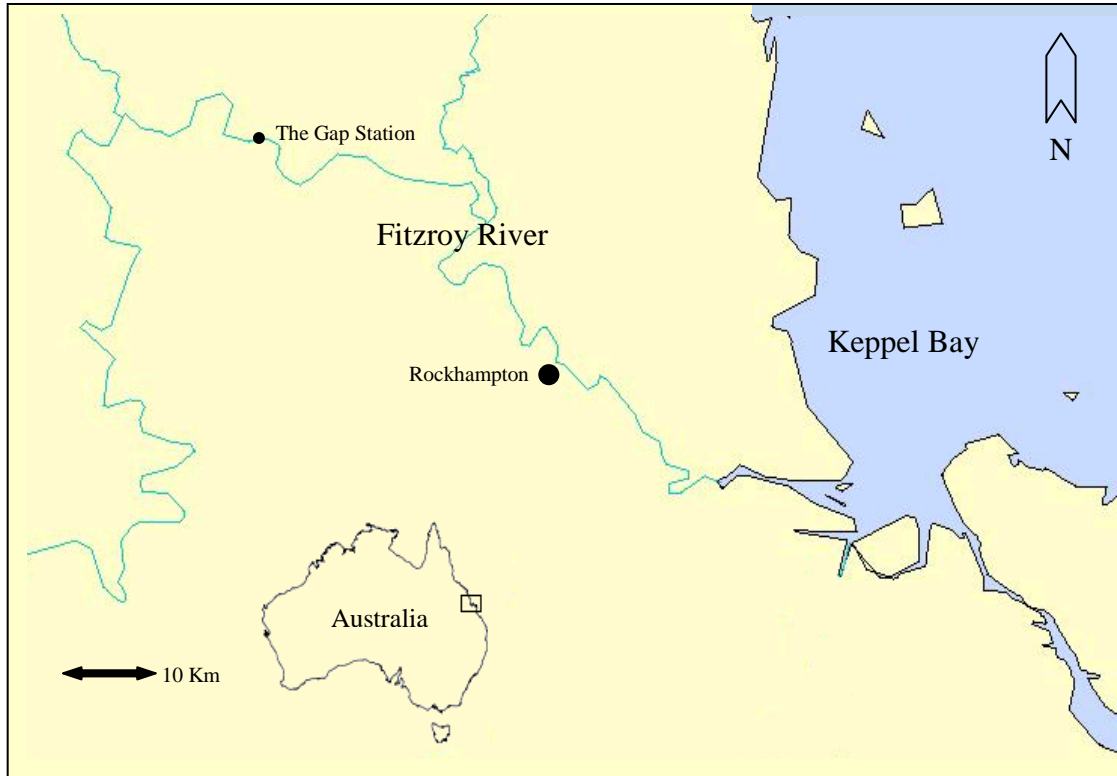 The Gap Station
N
Fitzroy River
Keppel Bay
Rockhampton
Australia
10 Km